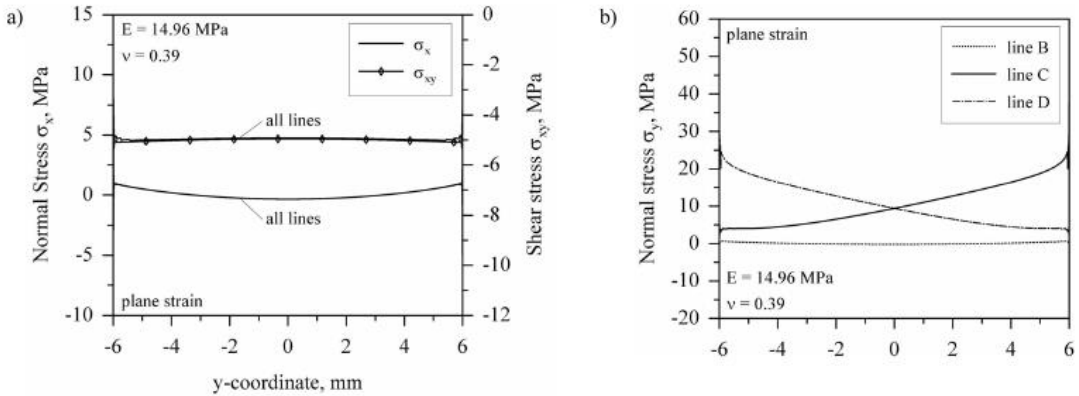 a)
15
10
5
0
-5
-10
Normal Stress σx, MPa
E = 14.96 MPa
ν = 0.39
σx
σxy
all lines
all lines
plane strain
0
-2
-4
-6
-8
-10
-12
Shear stress σxy, MPa
-6 -4 -2 0 2 4 6
y-coordinate, mm
b)
60
50
40
30
20
10
0
-10
-20
Normal stress σy, MPa
plane strain
line B
line C
line D
E = 14.96 MPa
ν = 0.39
-6 -4 -2 0 2 4 6